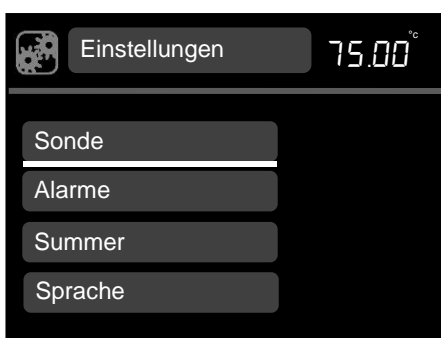 Einstellungen 75.00°c
Sonde
Alarme
Summer
Sprache